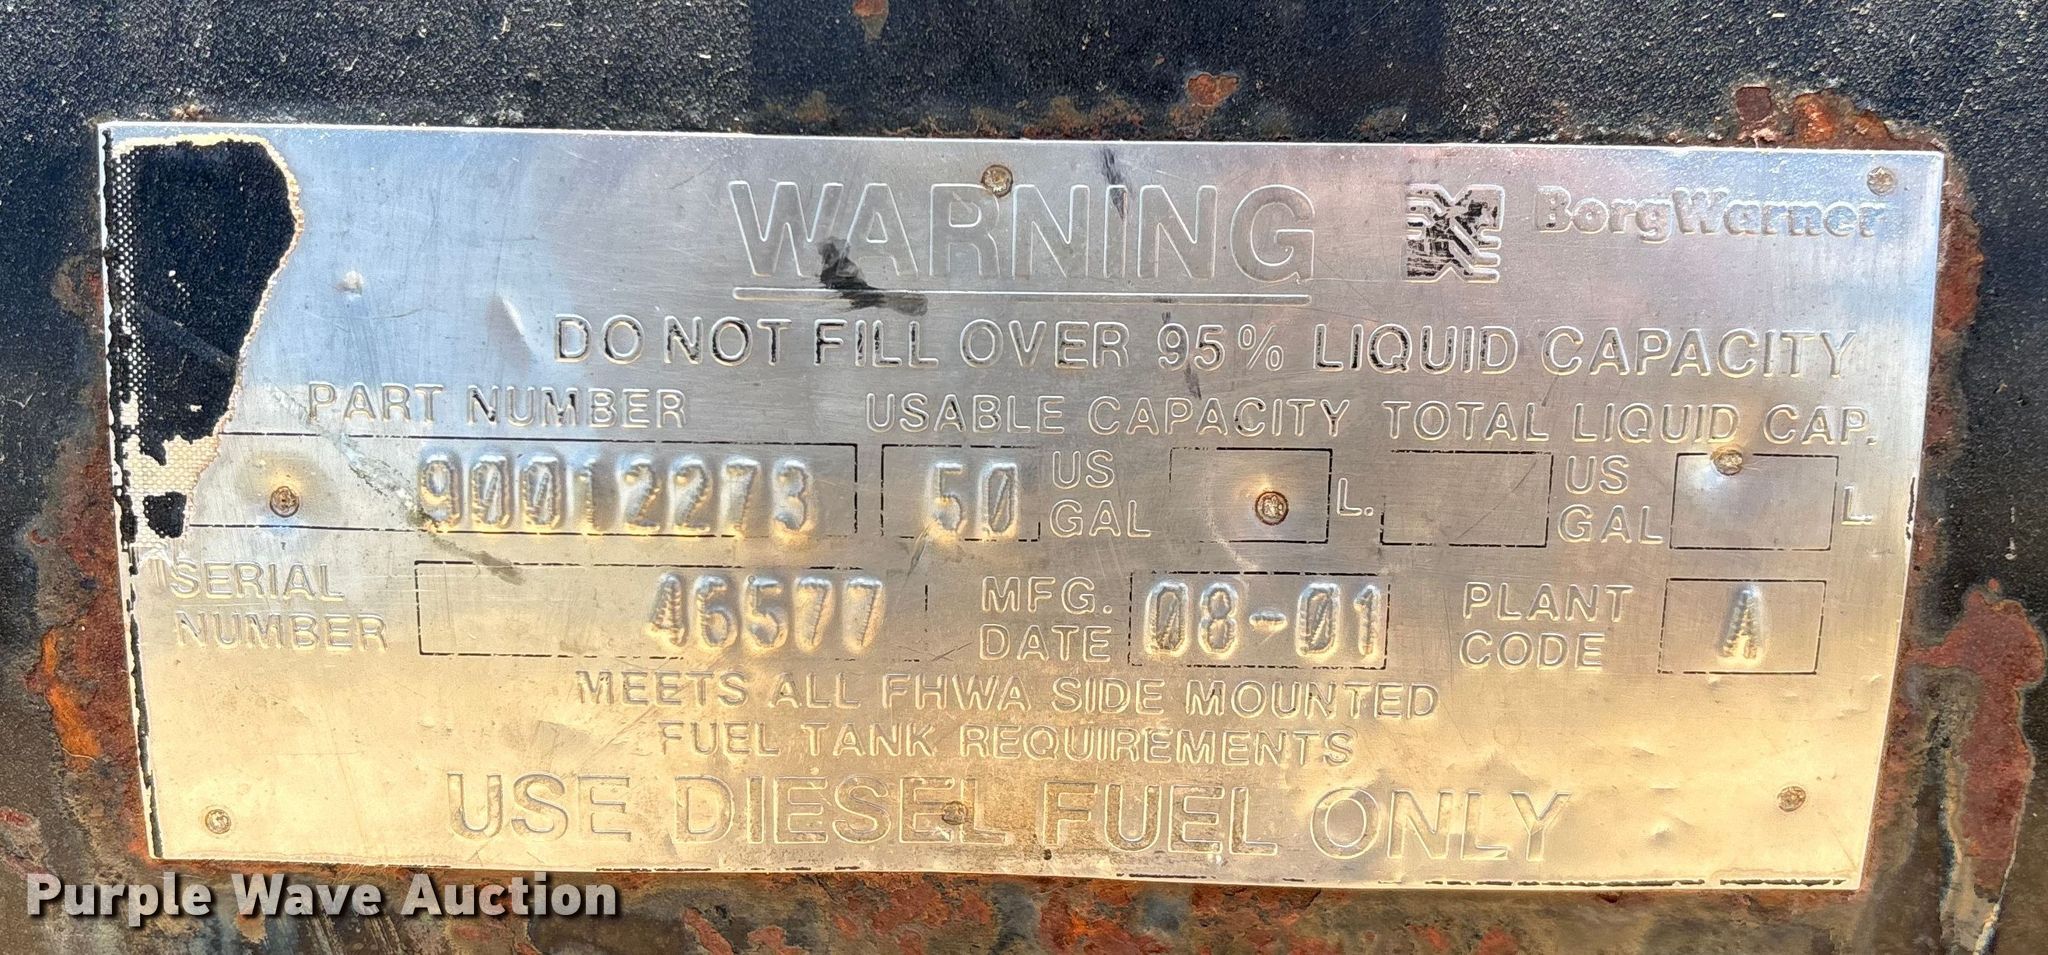 WARNING BorgWarner
DO NOT FILL OVER 95% LIQUID CAPACITY
PART NUMBER USABLE CAPACITY TOTAL LIQUID CAP.
90012273 50 US GAL L. US GAL L
SERIAL NUMBER 46577 MFG. DATE 08-01 PLANT CODE A
MEETS ALL FHWA SIDE MOUNTED
FUEL TANK REQUIREMENTS
USE DIESEL FUEL ONLY
Purple Wave Auction